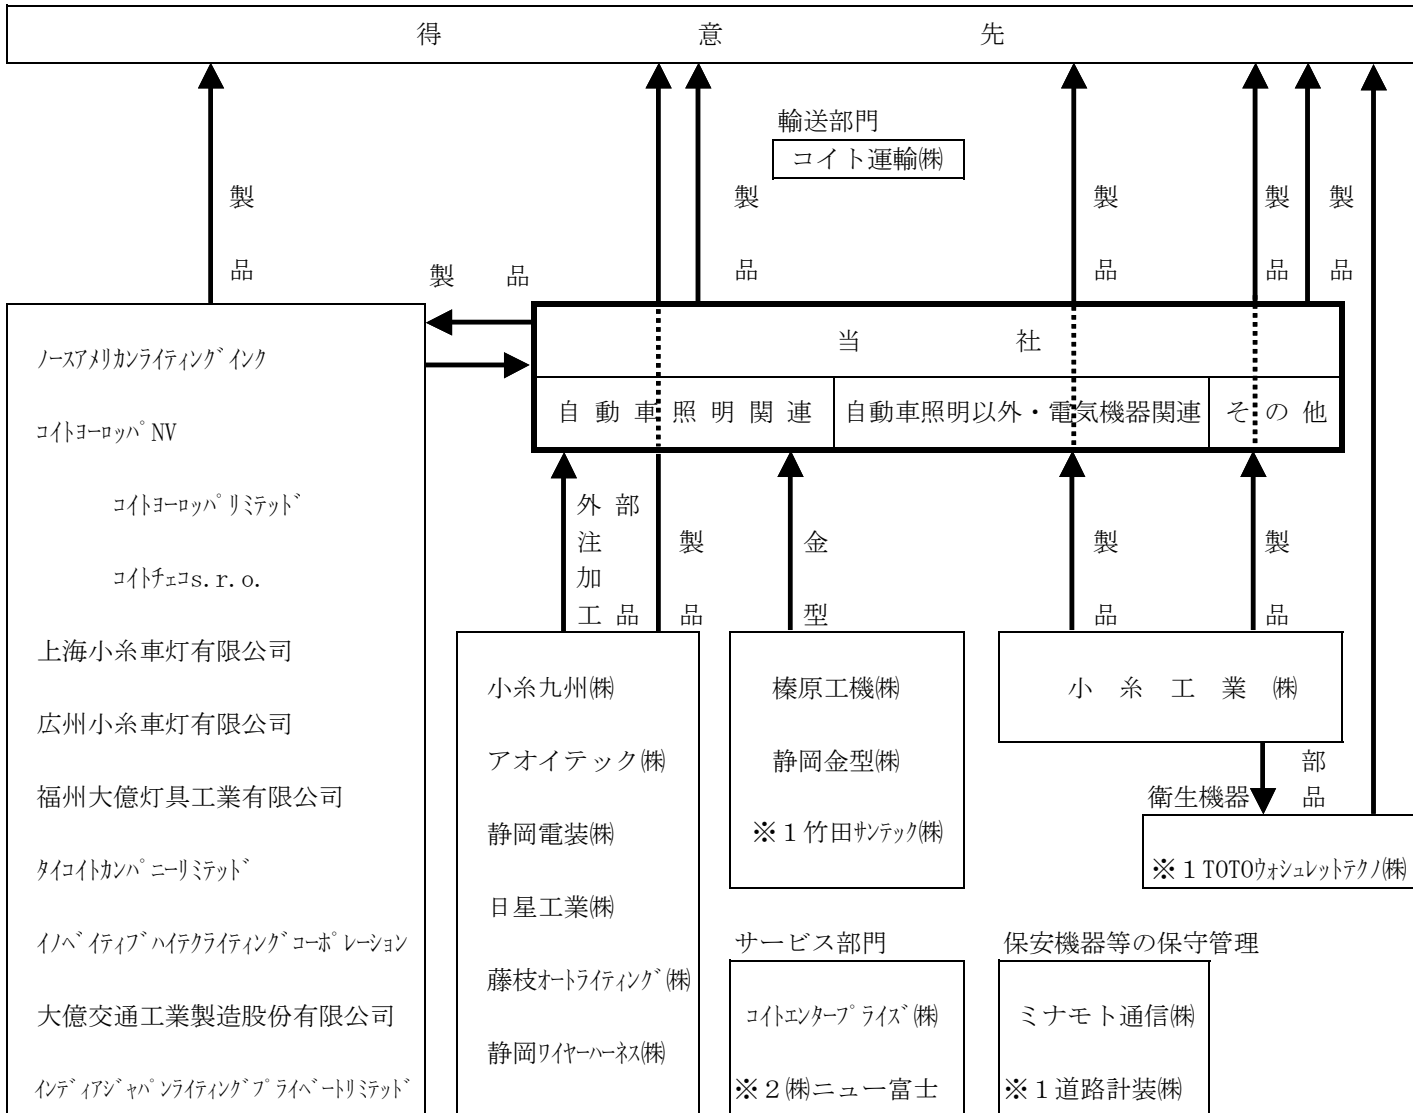 得意先
輸送部門
コイト運輸㈱
製品
製品
製品
製品
製品
製品
当社
自動車照明関連
自動車照明以外・電気機器関連
その他
ノースアメリカンライティングインク
コイトヨーロッパNV
コイトヨーロッパリミテッド
コイトチェコs.r.o.
上海小糸車灯有限公司
広州小糸車灯有限公司
福州大億灯具工業有限公司
タイコイトカンパニーリミテッド
イノベイティブハイテクライティングコーポレーション
大億交通工業製造股份有限公司
インディアジャパンライティングプライベートリミテッド
外注加工
部品
製品
金型
製品
製品
小糸九州㈱
アオイテック㈱
静岡電装㈱
日星工業㈱
藤枝オートライティング㈱
静岡ワイヤーハーネス㈱
榛原工機㈱
静岡金型㈱
※1竹田サンテック㈱
小糸工業㈱
部品
衛生機器
※1TOTOウォシュレットテクノ㈱
サービス部門
コイトエンタープライズ㈱
※2㈱ニュー富士
保安機器等の保守管理
ミナモト通信㈱
※1道路計装㈱